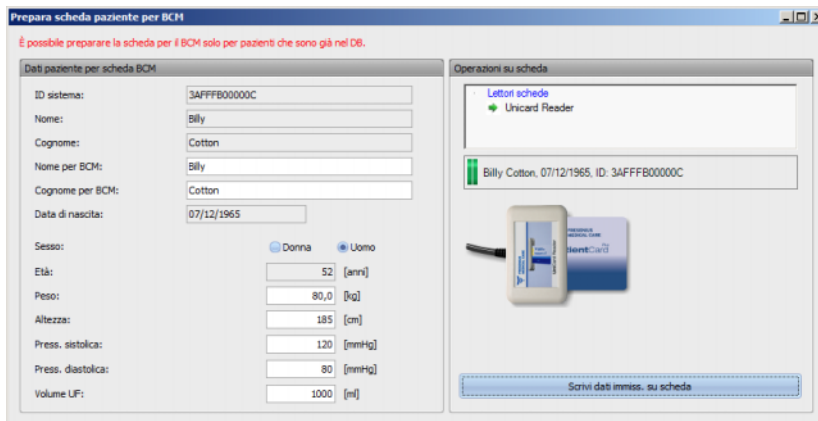 Prepara scheda paziente per BCM
È possibile preparare la scheda per il BCM solo per pazienti che sono già nel DB.
Dati paziente per scheda BCM
ID sistema: 3AFFFB00000C
Nome: Billy
Cognome: Cotton
Nome per BCM: Billy
Cognome per BCM: Cotton
Data di nascita: 07/12/1965
Sesso: Donna Uomo
Età: 52 [anni]
Peso: 80,0 [kg]
Altezza: 185 [cm]
Press. sistolica: 120 [mmHg]
Press. diastolica: 80 [mmHg]
Volume UF: 1000 [ml]
Operazioni su scheda
Lettori schede
Unicard Reader
Billy Cotton, 07/12/1965, ID: 3AFFFB00000C
FRESENIUS
MEDICAL CARE
ientCard
Scrivi dati immiss. su scheda